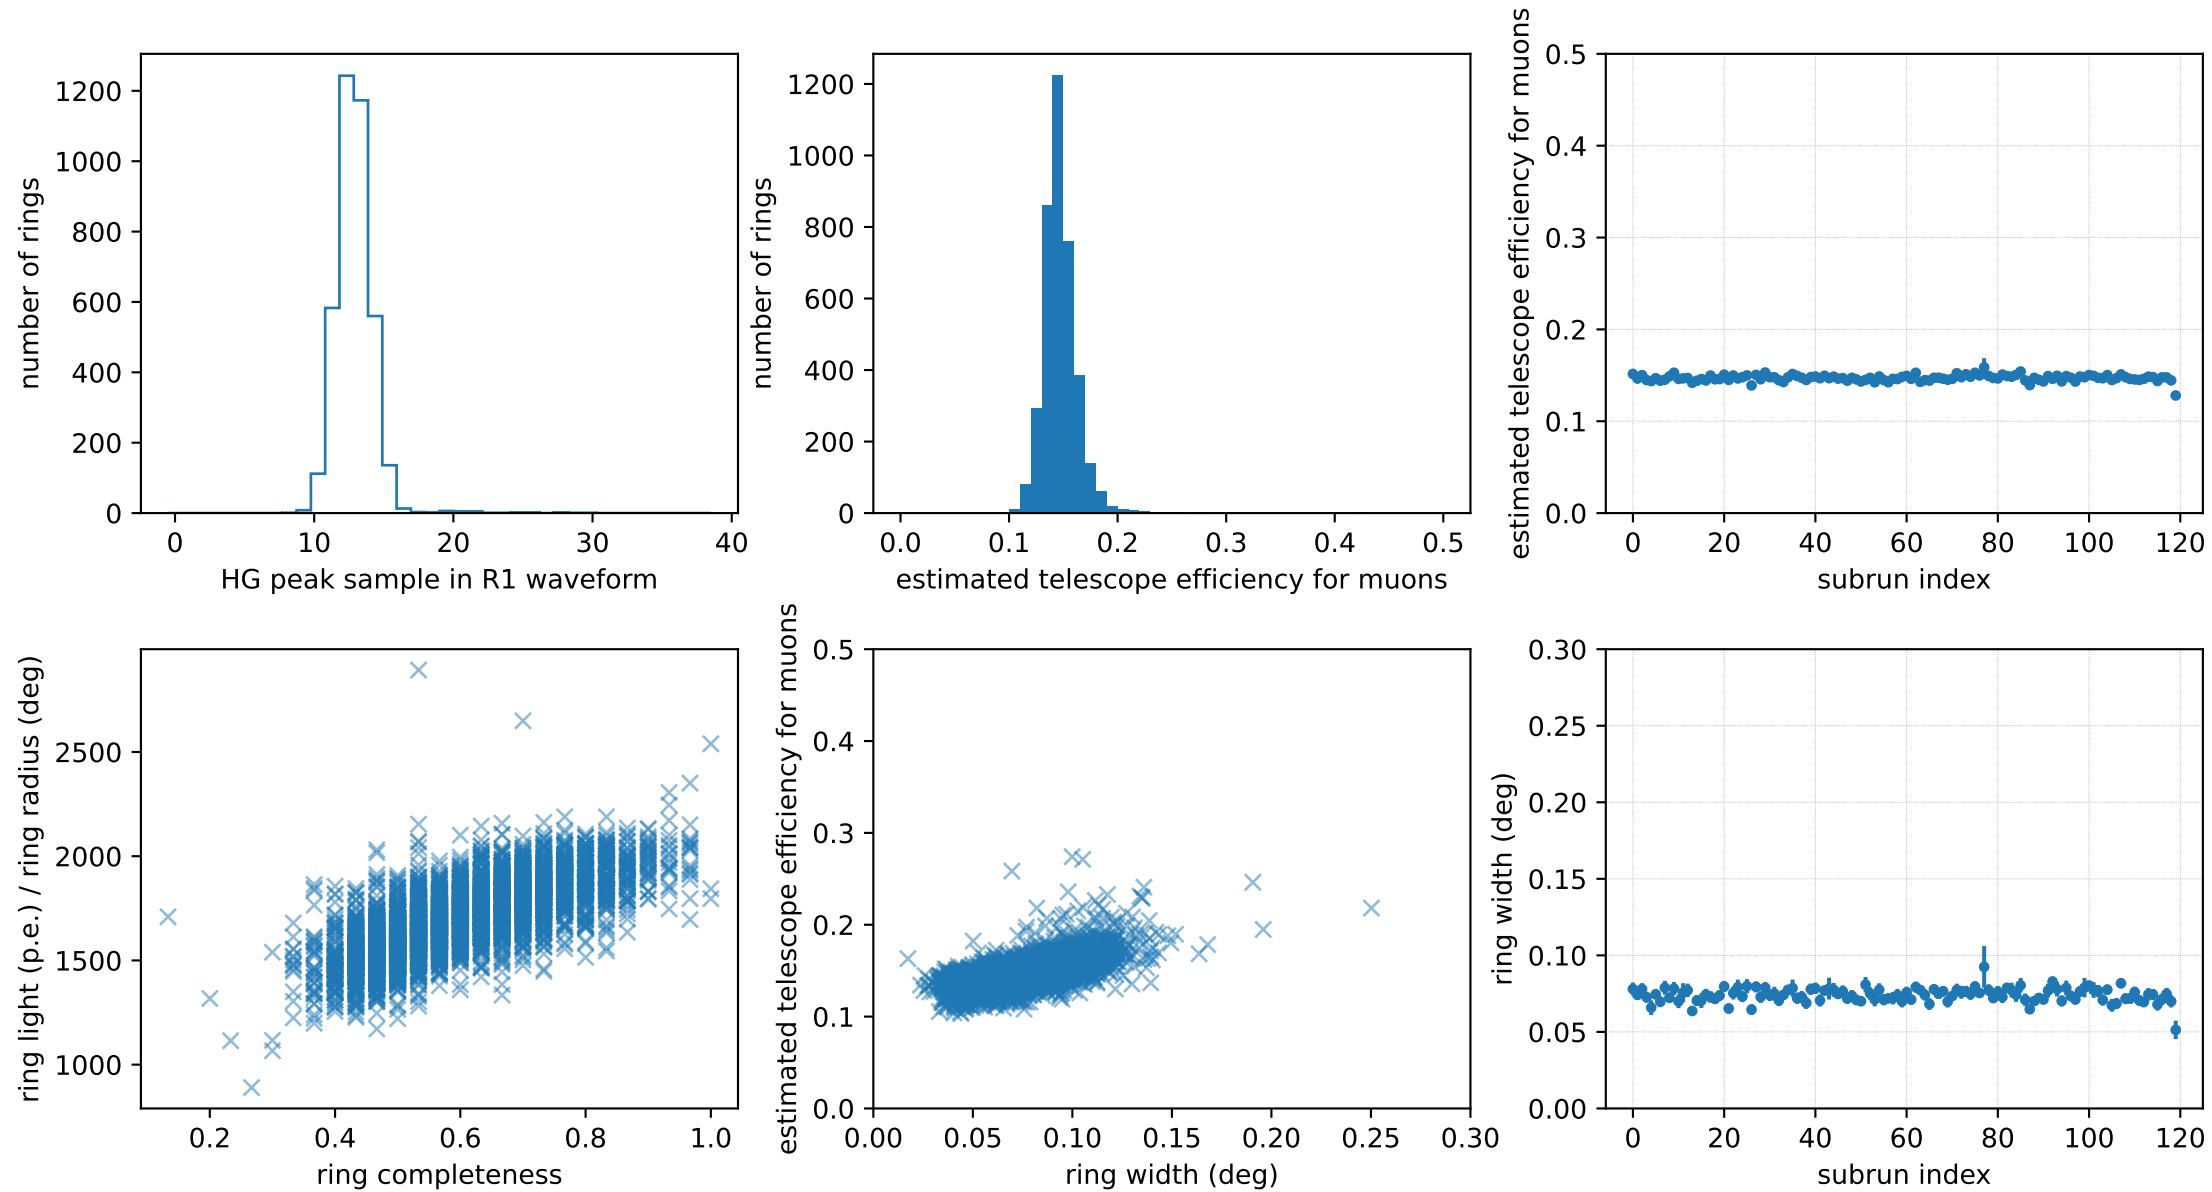 1200
1000
800
600
400
200
0
number of rings
0 10 20 30 40
HG peak sample in R1 waveform
1200
1000
800
600
400
200
0
number of rings
0.0 0.1 0.2 0.3 0.4 0.5
estimated telescope efficiency for muons
0.5
0.4
0.3
0.2
0.1
0.0
estimated telescope efficiency for muons
0 20 40 60 80 100 120
subrun index
2500
2000
1500
1000
ring light (p.e.) / ring radius (deg)
0.2 0.4 0.6 0.8 1.0
ring completeness
0.5
0.4
0.3
0.2
0.1
0.0
estimated telescope efficiency for muons
0.00 0.05 0.10 0.15 0.20 0.25 0.30
ring width (deg)
0.30
0.25
0.20
0.15
0.10
0.05
0.00
ring width (deg)
0 20 40 60 80 100 120
subrun index